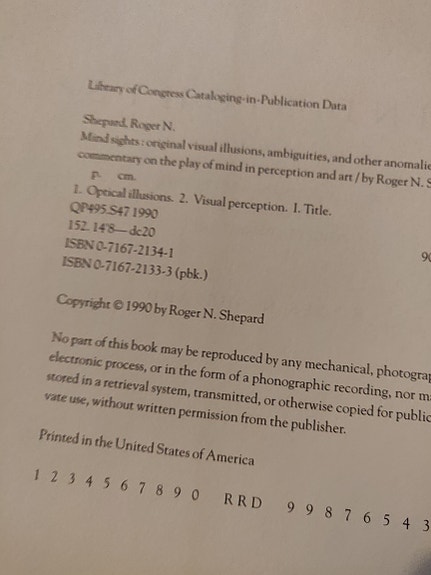 Library of Congress Cataloging-in-Publication Data
Shepard, Roger N.
Mind sights : original visual illusions, ambiguities, and other anomalie
commentary on the play of mind in perception and art / by Roger N. S
p. cm.
1. Optical illusions. 2. Visual perception. I. Title.
QP495.S47 1990
152.14'8—dc20
90
ISBN 0-7167-2134-1
ISBN 0-7167-2133-3 (pbk.)
Copyright © 1990 by Roger N. Shepard
No part of this book may be reproduced by any mechanical, photograp
electronic process, or in the form of a phonographic recording, nor m
stored in a retrieval system, transmitted, or otherwise copied for public
vate use, without written permission from the publisher.
Printed in the United States of America
1 2 3 4 5 6 7 8 9 0 RRD 9 9 8 7 6 5 4 3